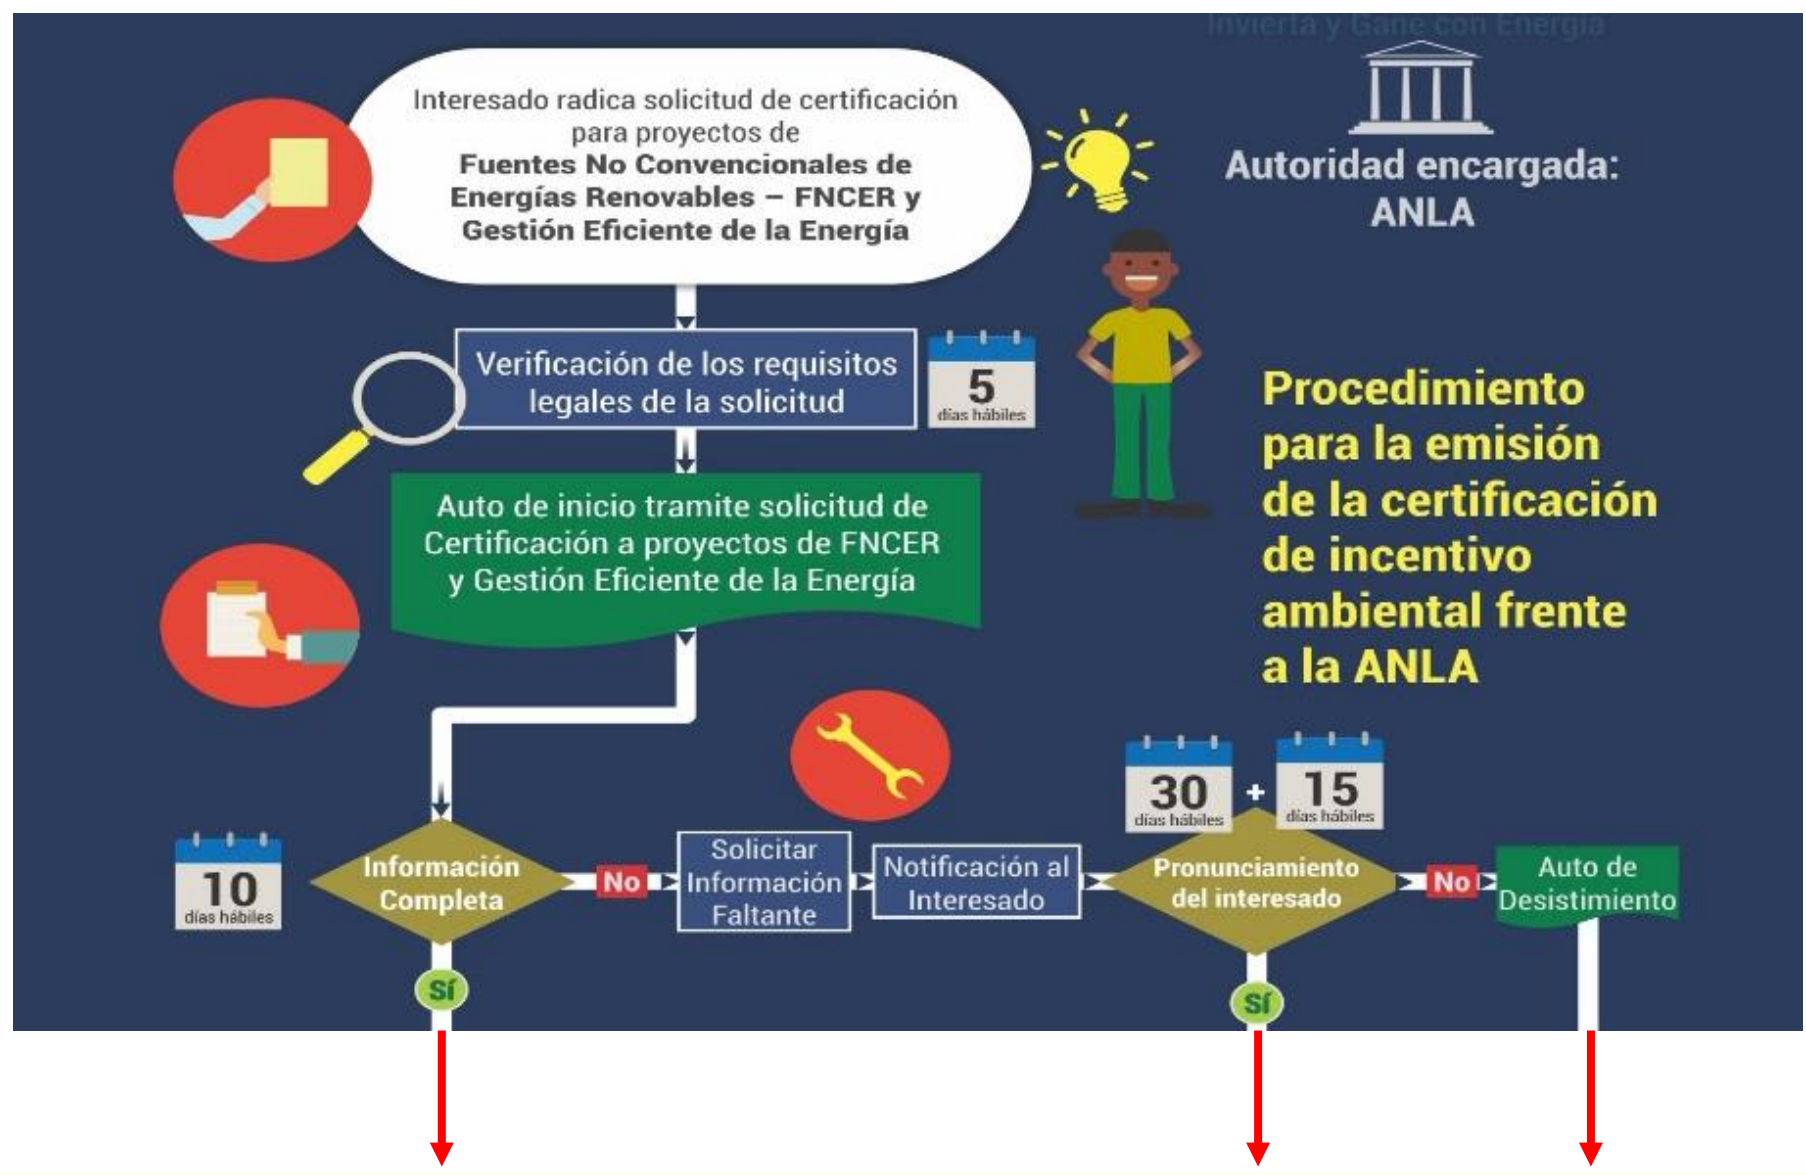 Invierta y Gane con Energía
Interesado radica solicitud de certificación
para proyectos de
Fuentes No Convencionales de
Energías Renovables – FNCER y
Gestión Eficiente de la Energía
Autoridad encargada:
ANLA
Verificación de los requisitos
legales de la solicitud
5
días hábiles
Procedimiento
para la emisión
de la certificación
de incentivo
ambiental frente
a la ANLA
Auto de inicio tramite solicitud de
Certificación a proyectos de FNCER
y Gestión Eficiente de la Energía
10
días hábiles
Información
Completa
No
Solicitar
Información
Faltante
Notificación al
Interesado
30
días hábiles
+
15
días hábiles
Pronunciamiento
del interesado
No
Auto de
Desistimiento
Sí
Sí